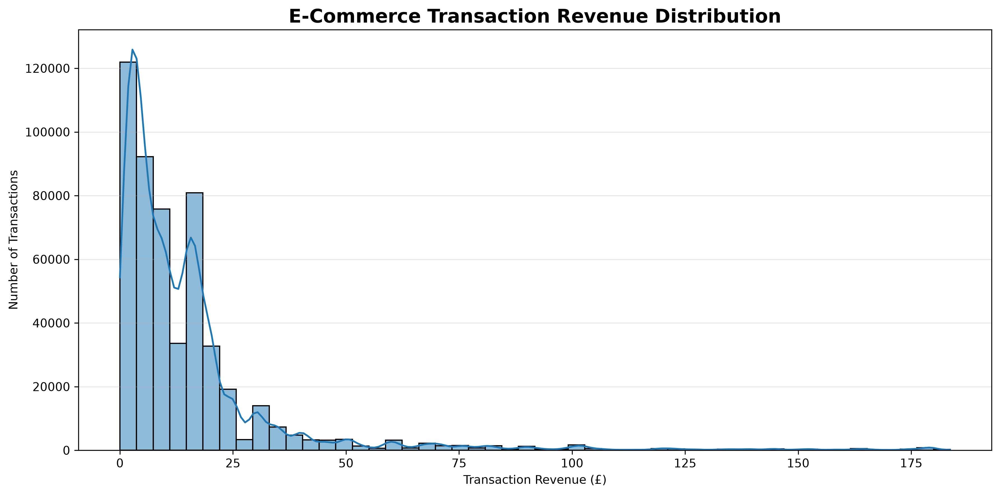 E-Commerce Transaction Revenue Distribution
Number of Transactions
120000
100000
80000
60000
40000
20000
0
0 25 50 75 100 125 150 175
Transaction Revenue (£)